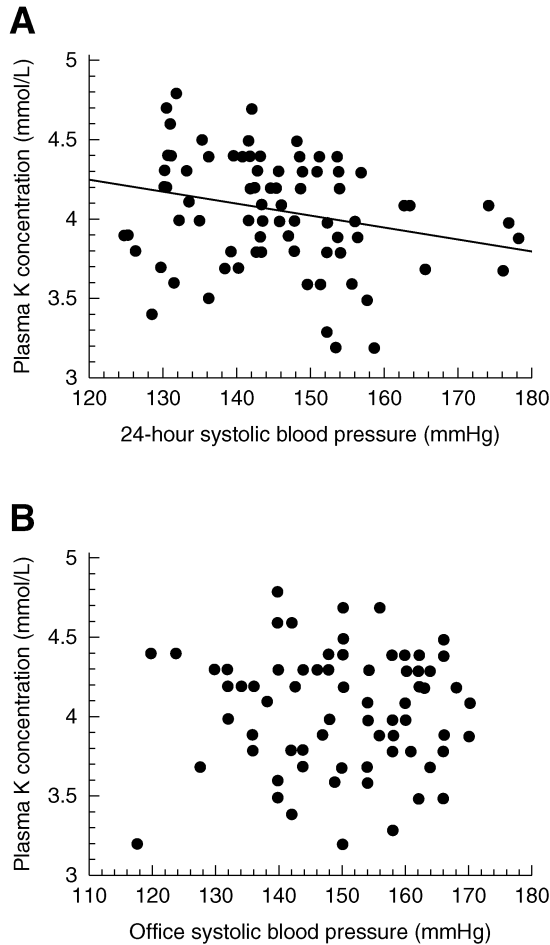 A
Plasma K concentration (mmol/L)
5
4.5
4
3.5
3
120 130 140 150 160 170 180
24-hour systolic blood pressure (mmHg)
B
Plasma K concentration (mmol/L)
5
4.5
4
3.5
3
110 120 130 140 150 160 170 180
Office systolic blood pressure (mmHg)